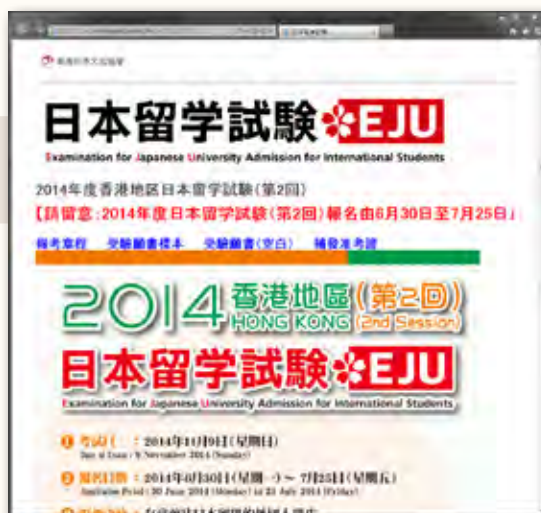 日本留学試験 EJU
Examination for Japanese University Admission for International Students
2014年度香港地区日本留学試験(第2回)
【請留意:2014年度日本留学試験(第2回)報名由6月30日至7月25日】
報考章程 受驗願書樣本 受驗願書(空白) 補發准考證
2014 香港地區(第2回)
HONG KONG (2nd Session)
日本留学試験 EJU
Examination for Japanese University Admission for International Students
❶ 考試日 : 2014年11月9日(星期日)
Date of Exam : 9 November 2014 (Sunday)
❷ 報名日期 : 2014年6月30日(星期一)~ 7月25日(星期五)
Application Period : 30 June 2014 (Monday) to 25 July 2014 (Friday)